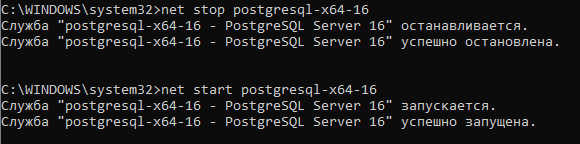 C:\WINDOWS\system32>net stop postgresql-x64-16
Служба "postgresql-x64-16 - PostgreSQL Server 16" останавливается.
Служба "postgresql-x64-16 - PostgreSQL Server 16" успешно остановлена.
C:\WINDOWS\system32>net start postgresql-x64-16
Служба "postgresql-x64-16 - PostgreSQL Server 16" запускается.
Служба "postgresql-x64-16 - PostgreSQL Server 16" успешно запущена.